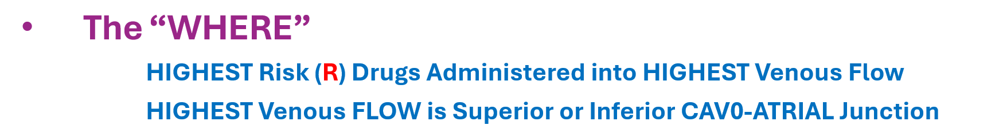 • The “WHERE”
HIGHEST Risk (R) Drugs Administered into HIGHEST Venous Flow
HIGHEST Venous FLOW is Superior or Inferior CAV0-ATRIAL Junction